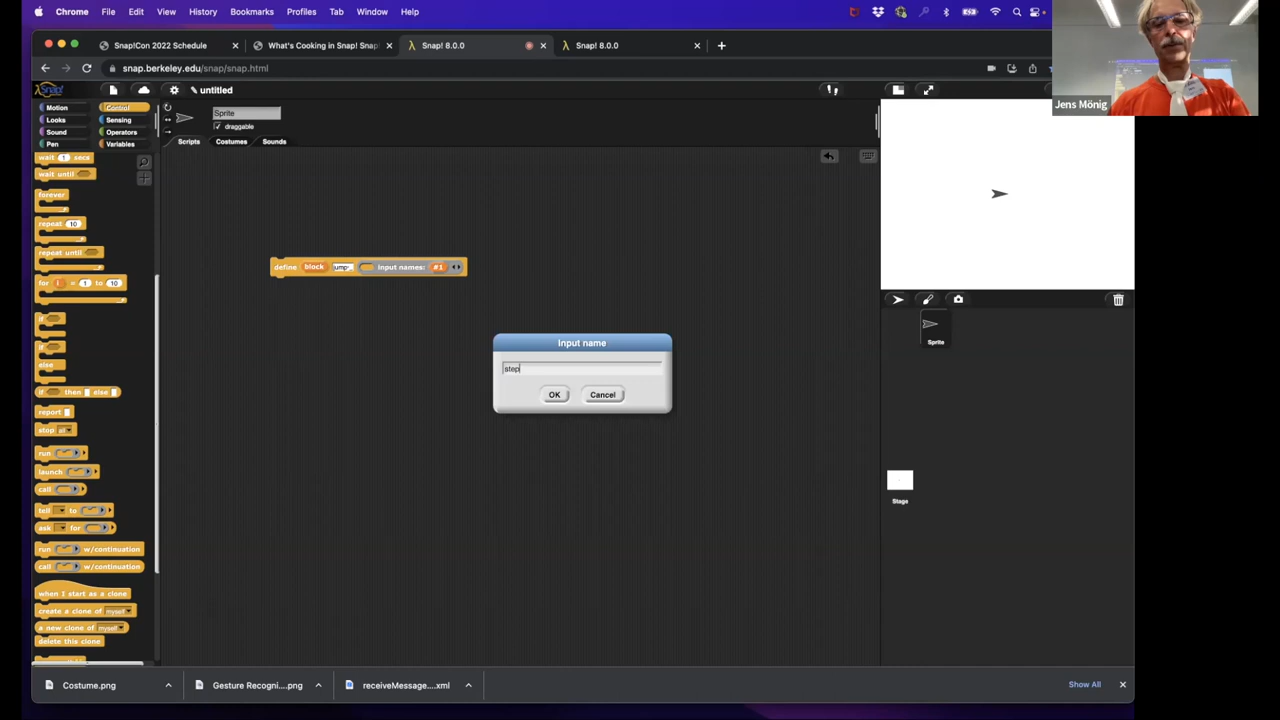 Chrome File Edit View History Bookmarks Profiles Tab Window Help
Snap!Con 2022 Schedule
What's Cooking in Snap! Snap!
Snap! 8.0.0
Snap! 8.0.0
snap.berkeley.edu/snap/snap.html
Snap!
untitled
Motion Control
Looks Sensing
Sound Operators
Pen Variables
Sprite
draggable
Scripts Costumes Sounds
wait 1 secs
wait until
forever
repeat 10
repeat until
for i = 1 to 10
if
if
else
if then else
report
stop all
run
launch
call
tell to
ask for
run w/continuation
call w/continuation
when I start as a clone
create a clone of myself
a new clone of myself
delete this clone
define block input names: #1
Input name
step
OK Cancel
Jens Mönig
Sprite
Stage
Costume.png
Gesture Recogni....png
receiveMessage....xml
Show All